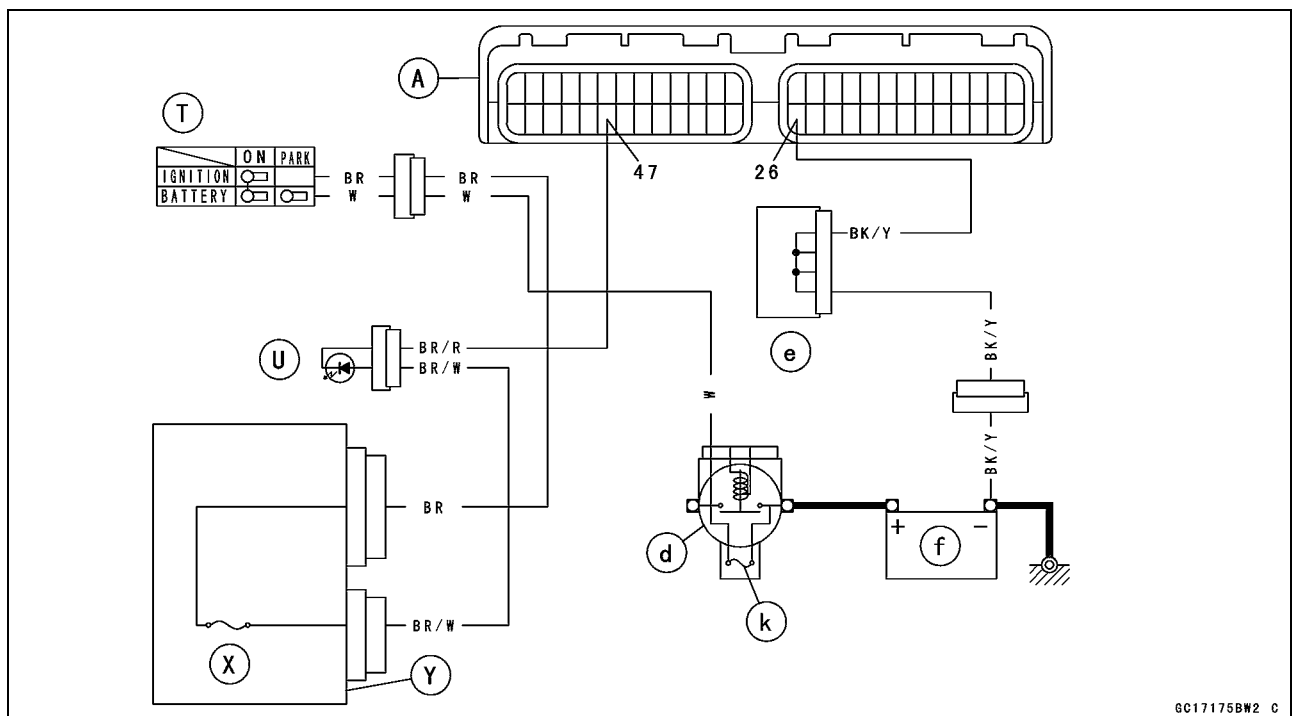 A
T
ON PARK
IGNITION
BATTERY
BR BR
W W
47 26
BK/Y
U
BR/R
BR/W
e
BK/Y
W
BK/Y
BR
d
+ f -
k
BR/W
X
Y
GC17175BW2 C